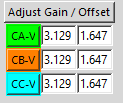 Adjust Gain / Offset
CA-V 3.129 1.647
CB-V 3.129 1.647
CC-V 3.129 1.647